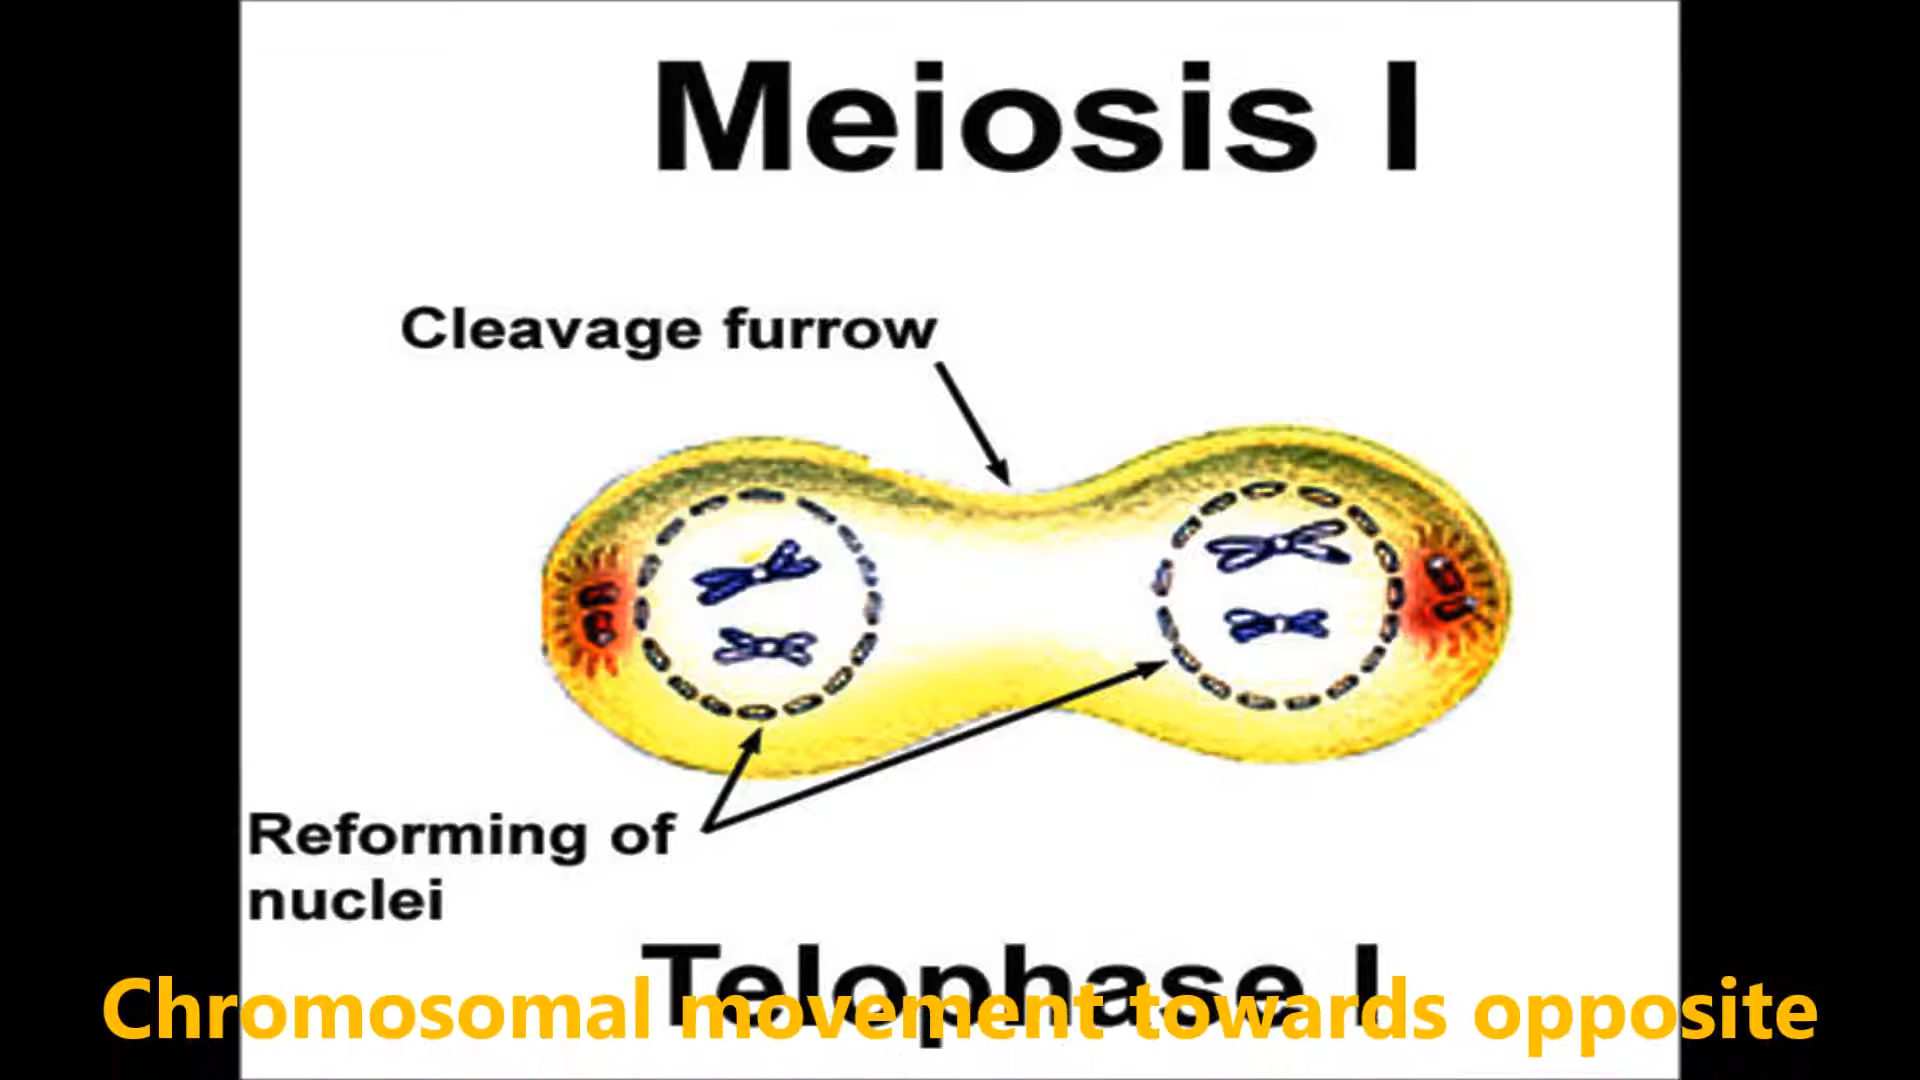 Meiosis I
Cleavage furrow
Reforming of
nuclei
Telophase I
Chromosomal movement towards opposite